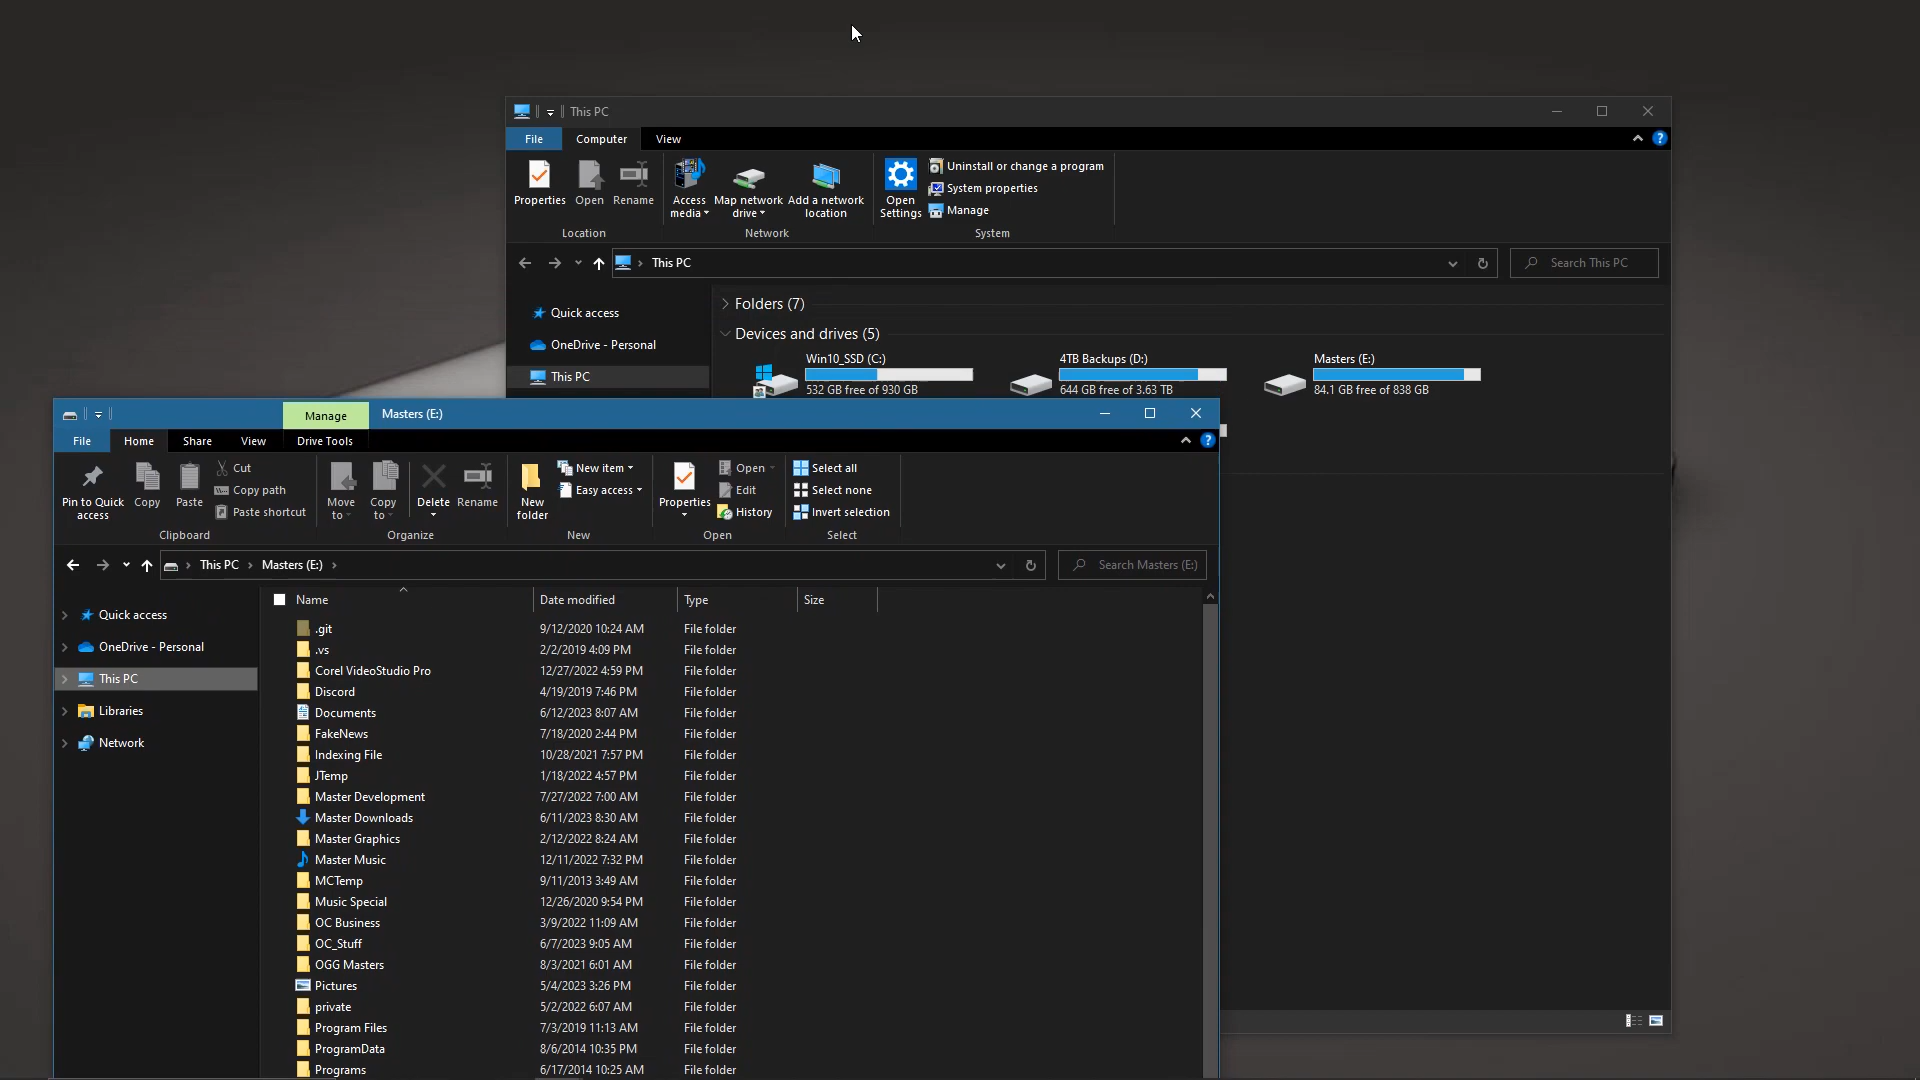 This PC
File Computer View
Properties Open Rename Access media Map network drive Add a network location Open Settings Uninstall or change a program
System properties
Manage
Location Network System
This PC Search This PC
Quick access
OneDrive - Personal
This PC
Folders (7)
Devices and drives (5)
Win10_SSD (C:) 4TB Backups (D:) Masters (E:)
532 GB free of 930 GB 644 GB free of 3.63 TB 84.1 GB free of 838 GB
Manage Masters (E:)
File Home Share View Drive Tools
Pin to Quick access Copy Paste Cut
Copy path
Paste shortcut
Move to Copy to Delete Rename New folder New item
Easy access
Properties Open
Edit
History
Select all
Select none
Invert selection
Clipboard Organize New Open Select
This PC Masters (E:) Search Masters (E:)
Quick access
OneDrive - Personal
This PC
Libraries
Network
Name Date modified Type Size
.git 9/12/2020 10:24 AM File folder
.vs 2/2/2019 4:09 PM File folder
Corel VideoStudio Pro 12/27/2022 4:59 PM File folder
Discord 4/19/2019 7:46 PM File folder
Documents 6/12/2023 8:07 AM File folder
FakeNews 7/18/2020 2:44 PM File folder
Indexing File 10/28/2021 7:57 PM File folder
JTemp 1/18/2022 4:57 PM File folder
Master Development 7/27/2022 7:00 AM File folder
Master Downloads 6/11/2023 8:30 AM File folder
Master Graphics 2/12/2022 8:24 AM File folder
Master Music 12/11/2022 7:32 PM File folder
MCTemp 9/11/2013 3:49 AM File folder
Music Special 12/26/2020 9:54 PM File folder
OC Business 3/9/2022 11:09 AM File folder
OC_Stuff 6/7/2023 9:05 AM File folder
OGG Masters 8/3/2021 6:01 AM File folder
Pictures 5/4/2023 3:26 PM File folder
private 5/2/2022 6:07 AM File folder
Program Files 7/3/2019 11:13 AM File folder
ProgramData 8/6/2014 10:35 PM File folder
Programs 6/17/2014 10:25 AM File folder